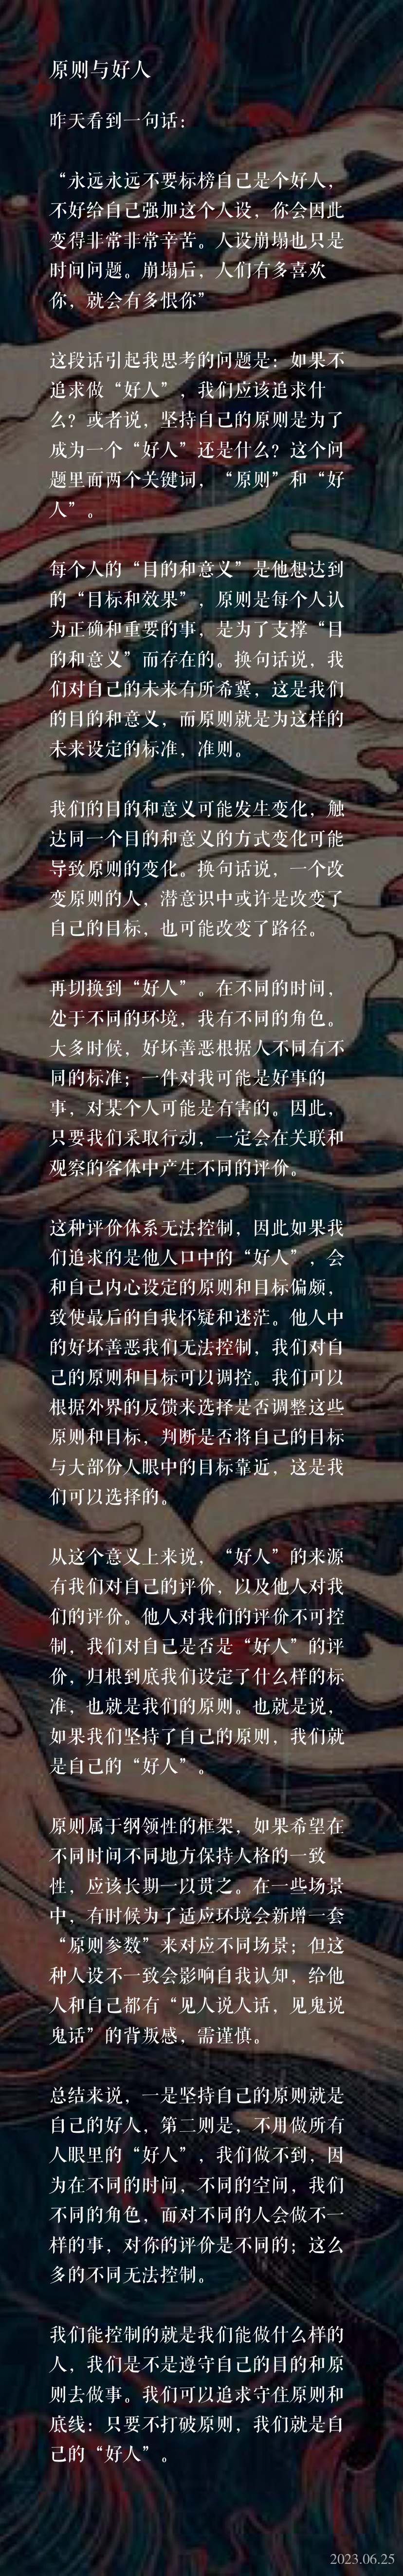 原则与好人
昨天看到一句话：
“永远永远不要标榜自己是个好人，
不好给自己强加这个人设，你会因此
变得非常非常辛苦。人设崩塌也只是
时间问题。崩塌后，人们有多喜欢
你，就会有多恨你”
这段话引起我思考的问题是：如果不
追求做“好人”，我们应该追求什
么？或者说，坚持自己的原则是为了
成为一个“好人”还是什么？这个问
题里面两个关键词，“原则”和“好
人”。
每个人的“目的和意义”是他想达到
的“目标和效果”，原则是每个人认
为正确和重要的事，是为了支撑“目
的和意义”而存在的。换句话说，我
们对自己的未来有所希冀，这是我们
的目的和意义，而原则就是为这样的
未来设定的标准，准则。
我们的目的和意义可能发生变化，触
达同一个目的和意义的方式变化可能
导致原则的变化。换句话说，一个改
变原则的人，潜意识中或许是改变了
自己的目标，也可能改变了路径。
再切换到“好人”。在不同的时间，
处于不同的环境，我有不同的角色。
大多时候，好坏善恶根据人不同有不
同的标准；一件对我可能是好事的
事，对某个人可能是有害的。因此，
只要我们采取行动，一定会在关联和
观察的客体中产生不同的评价。
这种评价体系无法控制，因此如果我
们追求的是他人口中的“好人”，会
和自己内心设定的原则和目标偏颇，
致使最后的自我怀疑和迷茫。他人中
的好坏善恶我们无法控制，我们对自
己的原则和目标可以调控。我们可以
根据外界的反馈来选择是否调整这些
原则和目标，判断是否将自己的目标
与大部份人眼中的目标靠近，这是我
们可以选择的。
从这个意义上来说，“好人”的来源
有我们对自己的评价，以及他人对我
们的评价。他人对我们的评价不可控
制，我们对自己是否是“好人”的评
价，归根到底我们设定了什么样的标
准，也就是我们的原则。也就是说，
如果我们坚持了自己的原则，我们就
是自己的“好人”。
原则属于纲领性的框架，如果希望在
不同时间不同地方保持人格的一致
性，应该长期一以贯之。在一些场景
中，有时候为了适应环境会新增一套
“原则参数”来对应不同场景；但这
种人设不一致会影响自我认知，给他
人和自己都有“见人说人话，见鬼说
鬼话”的背叛感，需谨慎。
总结来说，一是坚持自己的原则就是
自己的好人，第二则是，不用做所有
人眼里的“好人”，我们做不到，因
为在不同的时间，不同的空间，我们
不同的角色，面对不同的人会做不一
样的事，对你的评价是不同的；这么
多的不同无法控制。
我们能控制的就是我们能做什么样的
人，我们是不是遵守自己的目的和原
则去做事。我们可以追求守住原则和
底线：只要不打破原则，我们就是自
己的“好人”。
2023.06.25